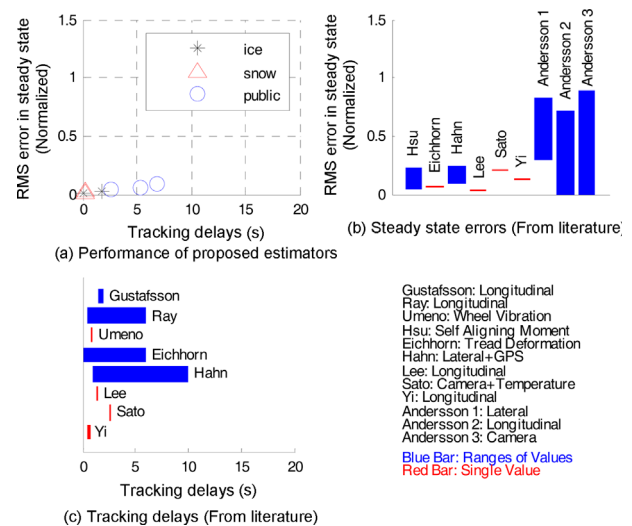 1.5
1
0.5
0
RMS error in steady state
(Normalized)
ice
snow
public
0 5 10 15 20
Tracking delays (s)
(a) Performance of proposed estimators
1.5
1
0.5
0
RMS error in steady state
(Normalized)
Hsu
Eichhorn
Hahn
Lee
Sato
Yi
Andersson 1
Andersson 2
Andersson 3
(b) Steady state errors (From literature)
Gustafsson
Ray
Umeno
Eichhorn
Hahn
Lee
Sato
Yi
0 5 10 15 20
Tracking delays (s)
(c) Tracking delays (From literature)
Gustafsson: Longitudinal
Ray: Longitudinal
Umeno: Wheel Vibration
Hsu: Self Aligning Moment
Eichhorn: Tread Deformation
Hahn: Lateral+GPS
Lee: Longitudinal
Sato: Camera+Temperature
Yi: Longitudinal
Andersson 1: Lateral
Andersson 2: Longitudinal
Andersson 3: Camera
Blue Bar: Ranges of Values
Red Bar: Single Value